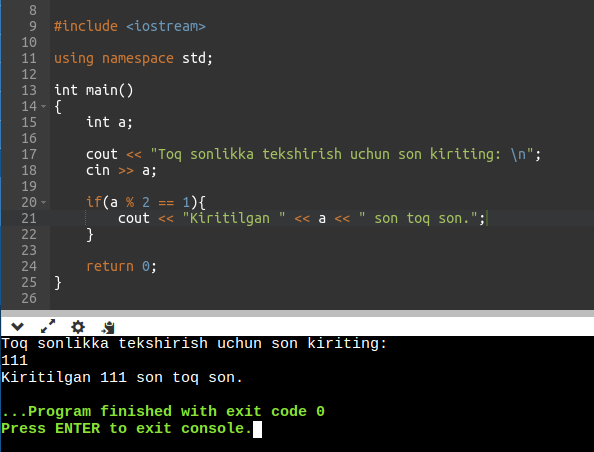 8
9 #include <iostream>
10
11 using namespace std;
12
13 int main()
14 {
15     int a;
16
17     cout << "Toq sonlikka tekshirish uchun son kiriting: \n";
18     cin >> a;
19
20     if(a % 2 == 1){
21         cout << "Kiritilgan " << a << " son toq son.";
22     }
23
24     return 0;
25 }
26
Toq sonlikka tekshirish uchun son kiriting:
111
Kiritilgan 111 son toq son.
...Program finished with exit code 0
Press ENTER to exit console.